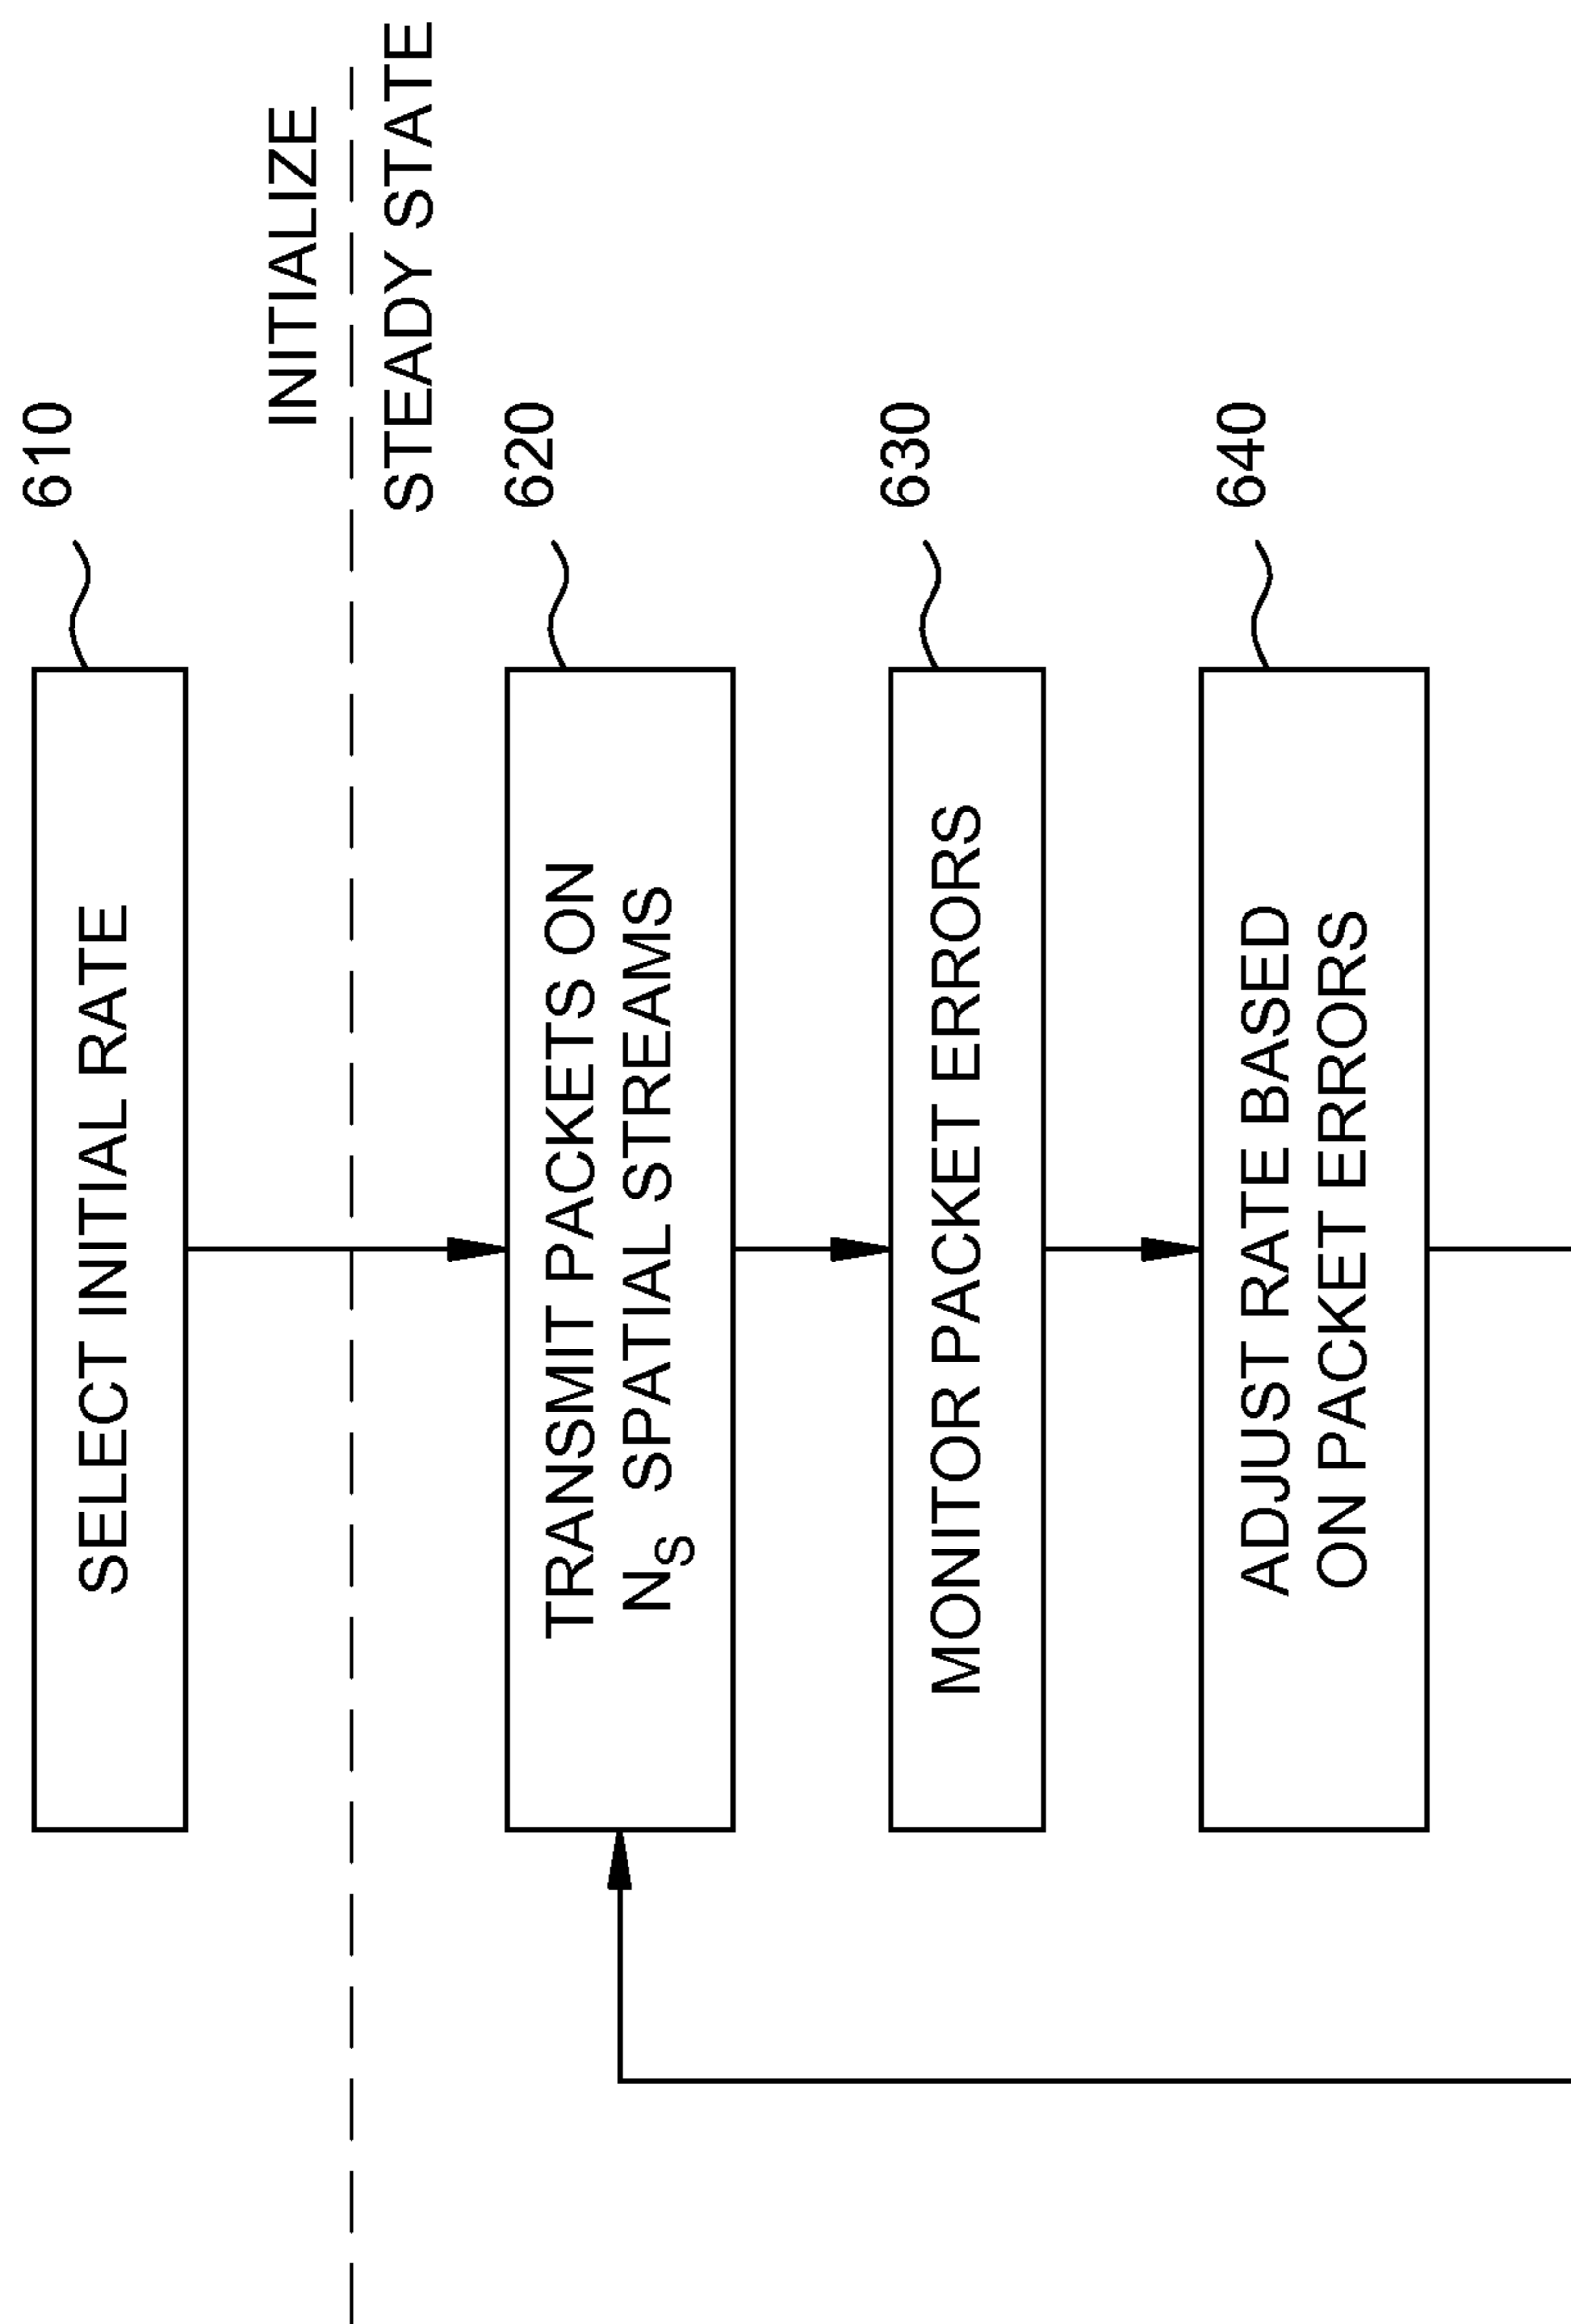 610
SELECT INITIAL RATE
INITIALIZE
STEADY STATE
620
TRANSMIT PACKETS ON
N_S SPATIAL STREAMS
630
MONITOR PACKET ERRORS
640
ADJUST RATE BASED
ON PACKET ERRORS